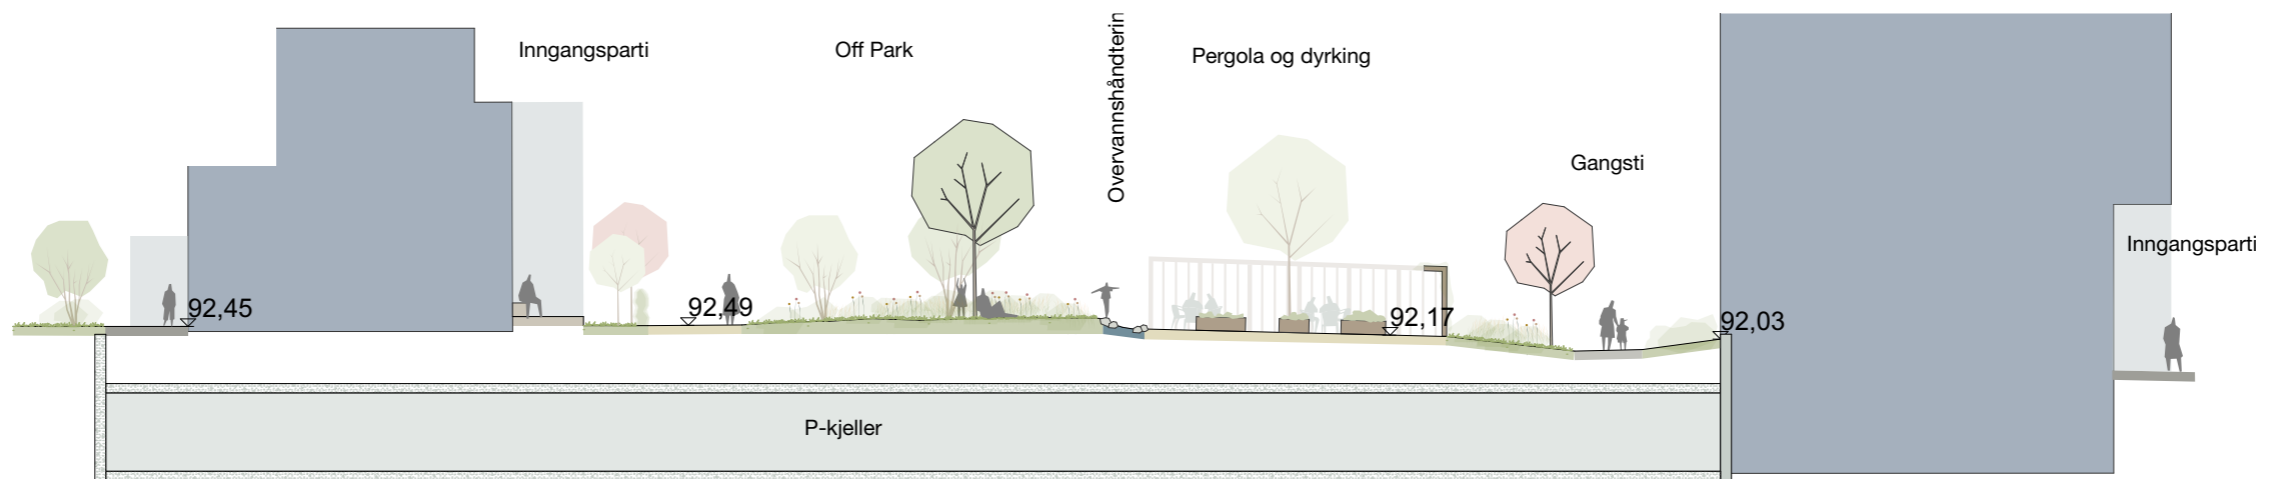 Inngangsparti
Off Park
Overvannshåndterin
Pergola og dyrking
Gangsti
Inngangsparti
92,45
92,49
92,17
92,03
P-kjeller